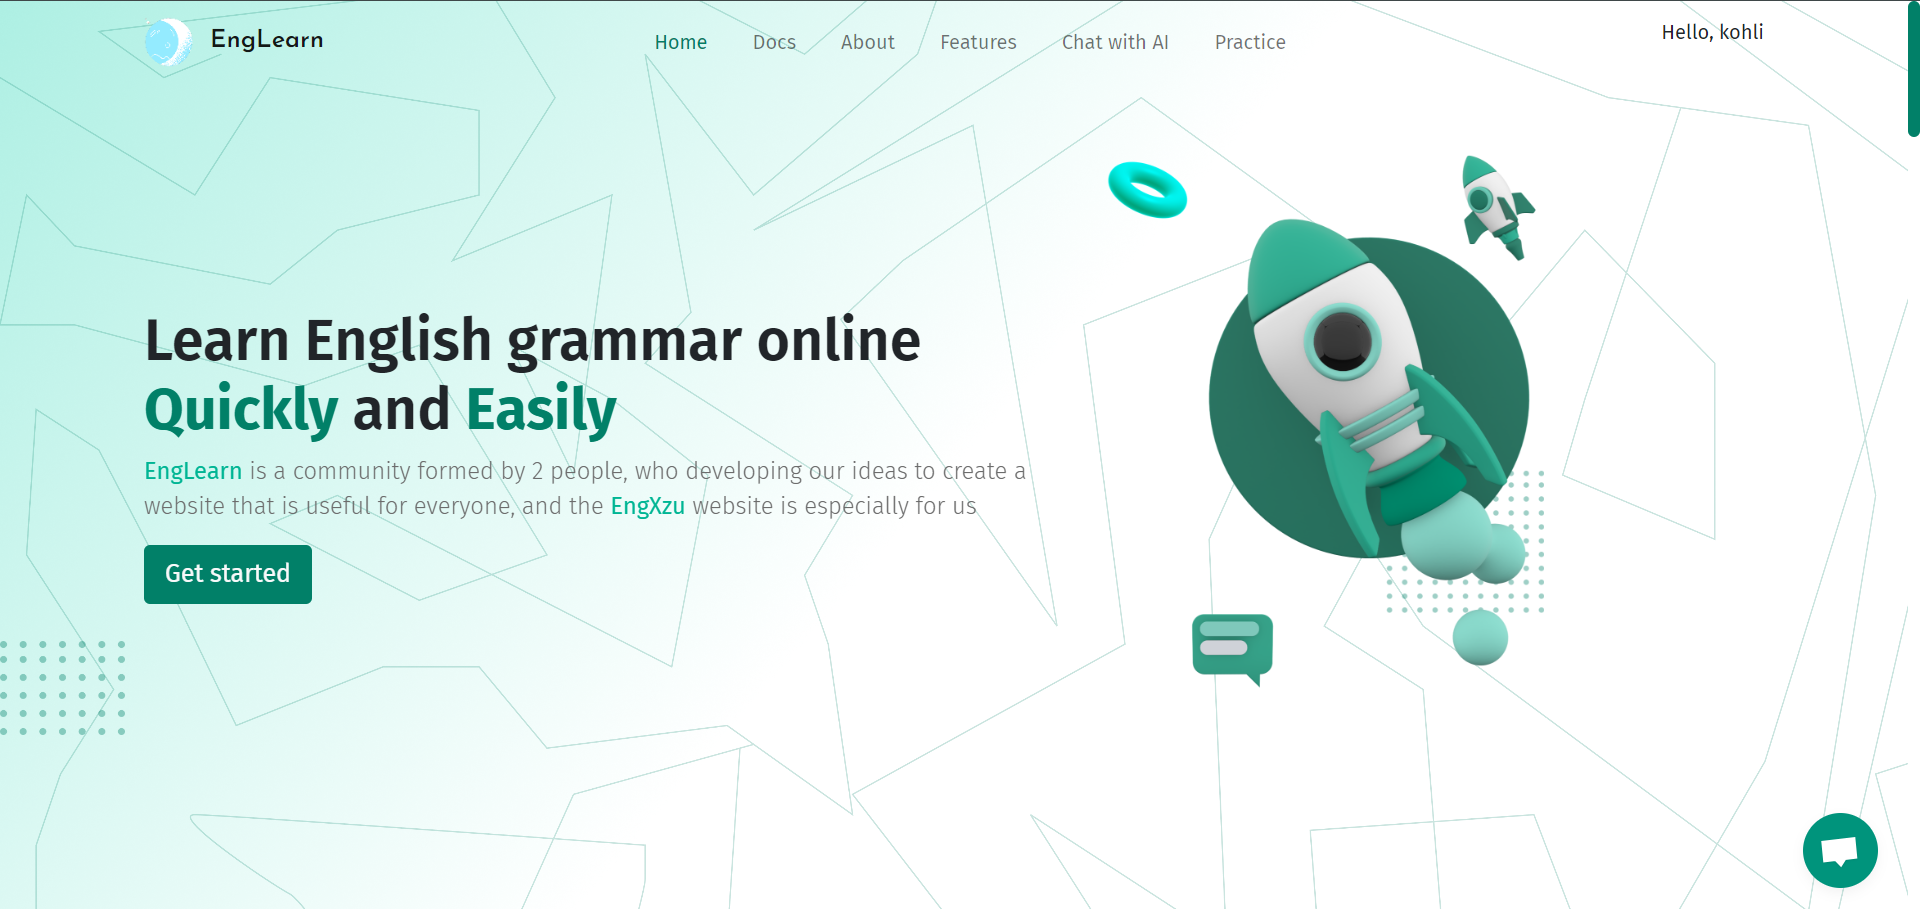 EngLearn
Home Docs About Features Chat with AI Practice
Hello, kohli
Learn English grammar online
Quickly and Easily
EngLearn is a community formed by 2 people, who developing our ideas to create a
website that is useful for everyone, and the EngXzu website is especially for us
Get started